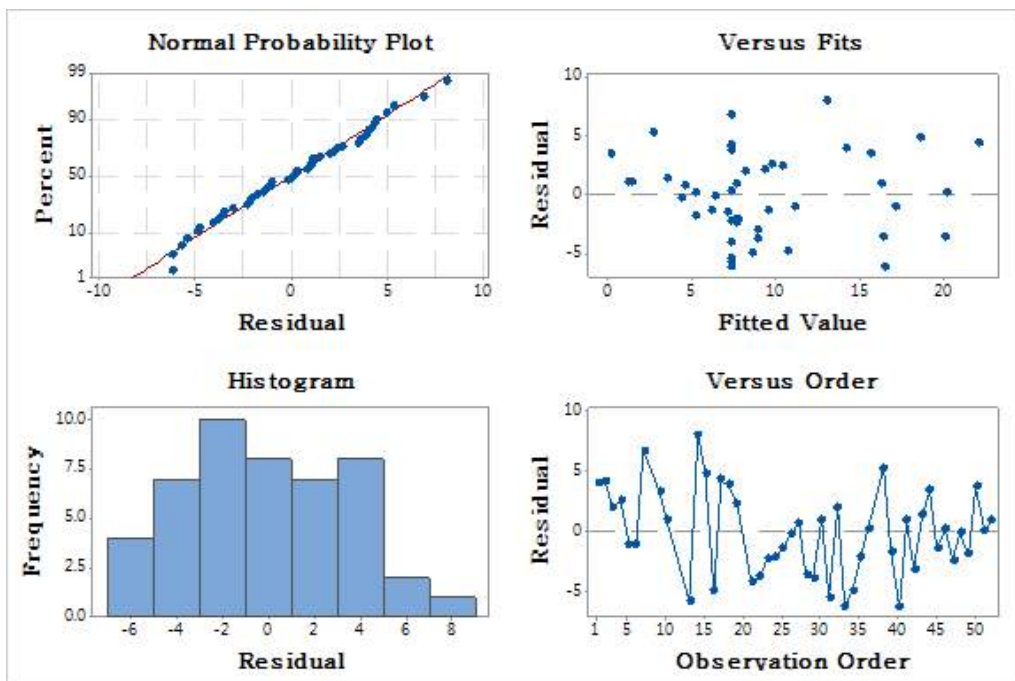 Normal Probability Plot
99
90
50
10
1
Percent
-10 -5 0 5 10
Residual
Versus Fits
10
5
0
-5
Residual
0 5 10 15 20
Fitted Value
Histogram
10.0
7.5
5.0
2.5
0.0
Frequency
-6 -4 -2 0 2 4 6 8
Residual
Versus Order
10
5
0
-5
Residual
1 5 10 15 20 25 30 35 40 45 50
Observation Order